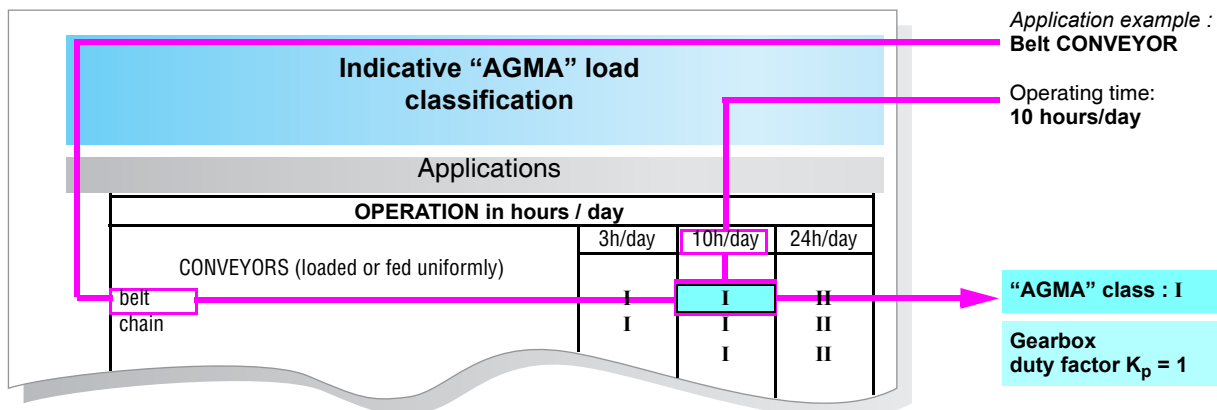 Application example :
Belt CONVEYOR
Operating time:
10 hours/day
Indicative “AGMA” load
classification
Applications
OPERATION in hours / day
3h/day 10h/day 24h/day
CONVEYORS (loaded or fed uniformly)
belt I I II
chain I I II
I II
“AGMA” class : I
Gearbox
duty factor Kp = 1